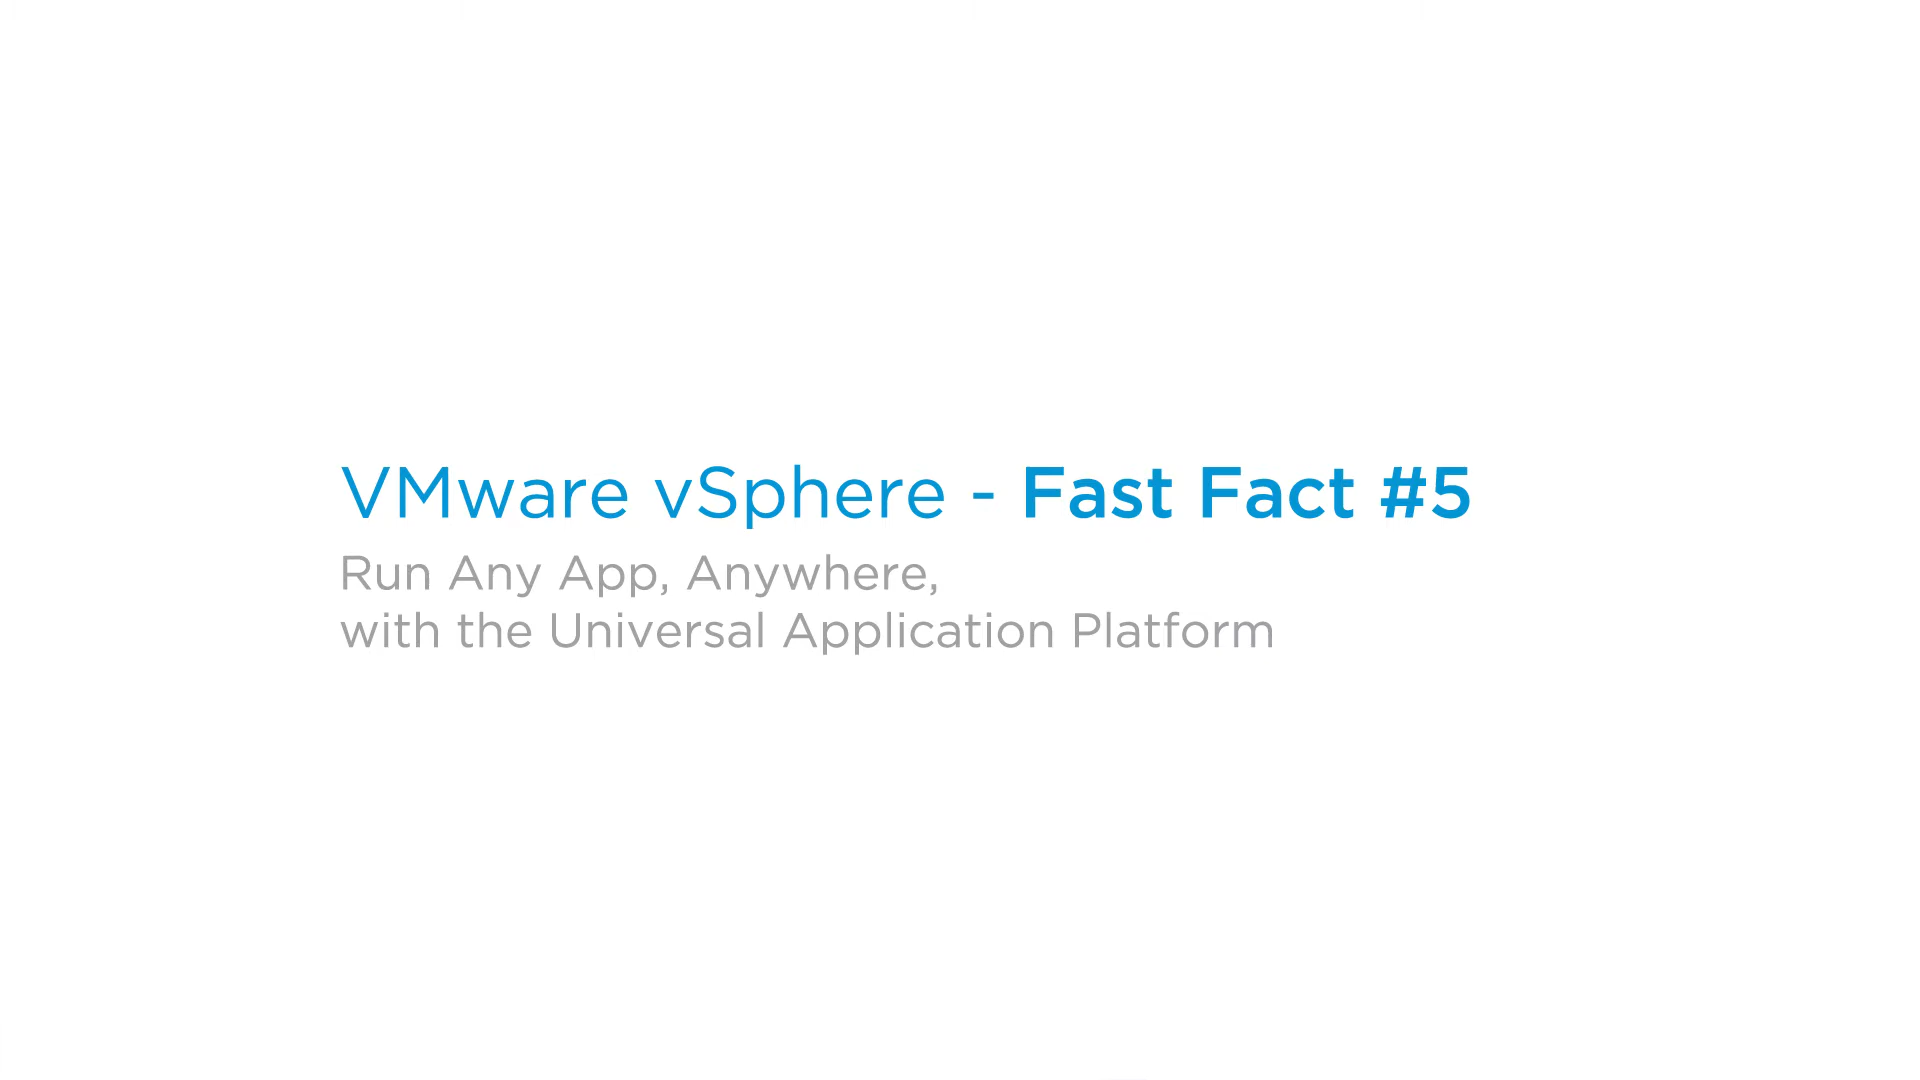 VMware vSphere - Fast Fact #5
Run Any App, Anywhere,
with the Universal Application Platform